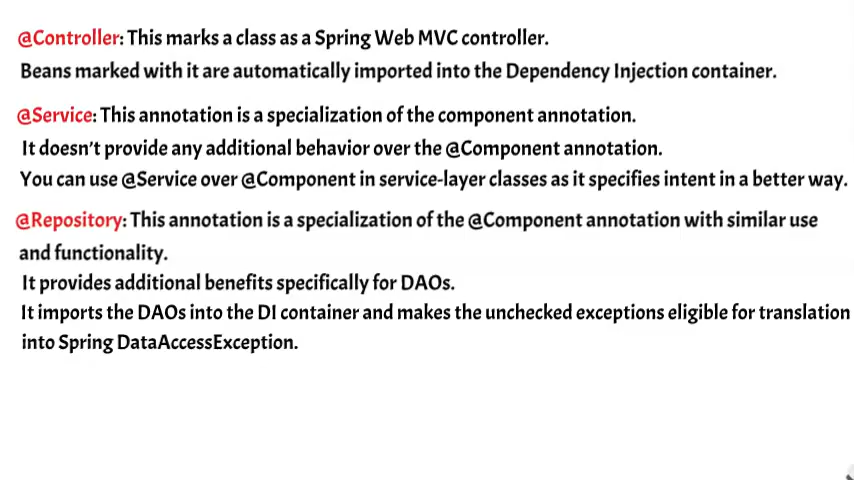 @Controller: This marks a class as a Spring Web MVC controller.
Beans marked with it are automatically imported into the Dependency Injection container.
@Service: This annotation is a specialization of the component annotation.
It doesn't provide any additional behavior over the @Component annotation.
You can use @Service over @Component in service-layer classes as it specifies intent in a better way.
@Repository: This annotation is a specialization of the @Component annotation with similar use
and functionality.
It provides additional benefits specifically for DAOs.
It imports the DAOs into the DI container and makes the unchecked exceptions eligible for translation
into Spring DataAccessException.